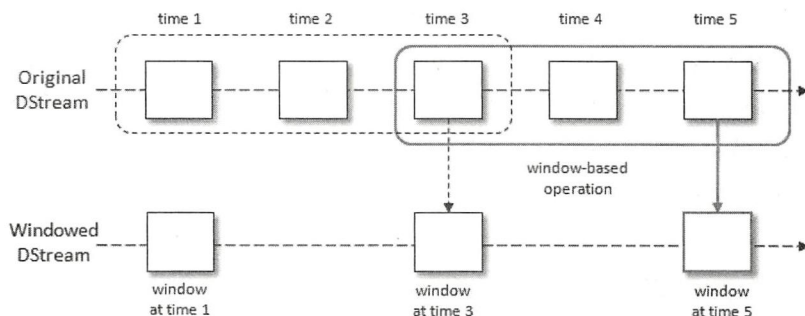 time 1
time 2
time 3
time 4
time 5
Original
DStream
window-based
operation
Windowed
DStream
window
at time 1
window
at time 3
window
at time 5